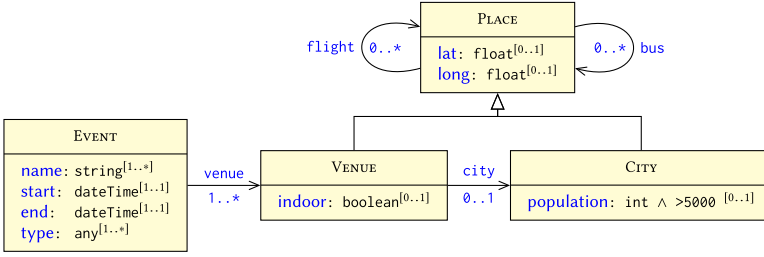 PLACE
lat: float[0..1]
long: float[0..1]
flight 0..*
0..* bus
EVENT
name: string[1..*]
start: dateTime[1..1]
end: dateTime[1..1]
type: any[1..*]
venue
1..*
VENUE
indoor: boolean[0..1]
city
0..1
CITY
population: int ∧ >5000 [0..1]